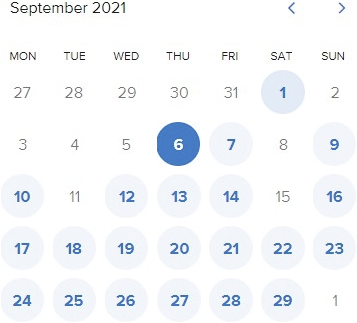 September 2021
MON TUE WED THU FRI SAT SUN
27 28 29 30 31 1 2
3 4 5 6 7 8 9
10 11 12 13 14 15 16
17 18 19 20 21 22 23
24 25 26 27 28 29 1